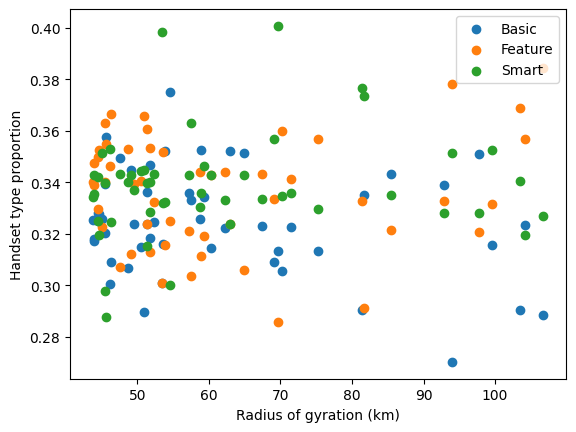 Basic
Feature
Smart
0.40
0.38
0.36
0.34
0.32
0.30
0.28
Handset type proportion
50 60 70 80 90 100
Radius of gyration (km)